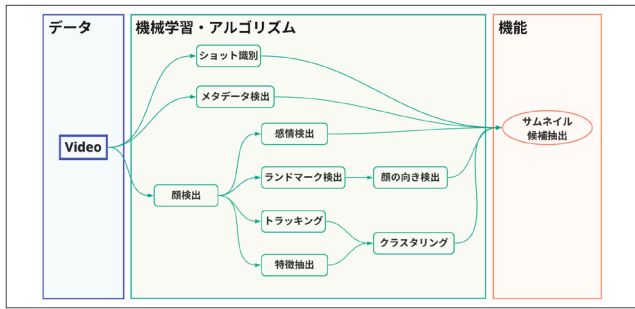 データ
機械学習・アルゴリズム
機能
ショット識別
メタデータ検出
感情検出
サムネイル
候補抽出
Video
ランドマーク検出
顔の向き検出
顔検出
トラッキング
クラスタリング
特徴抽出